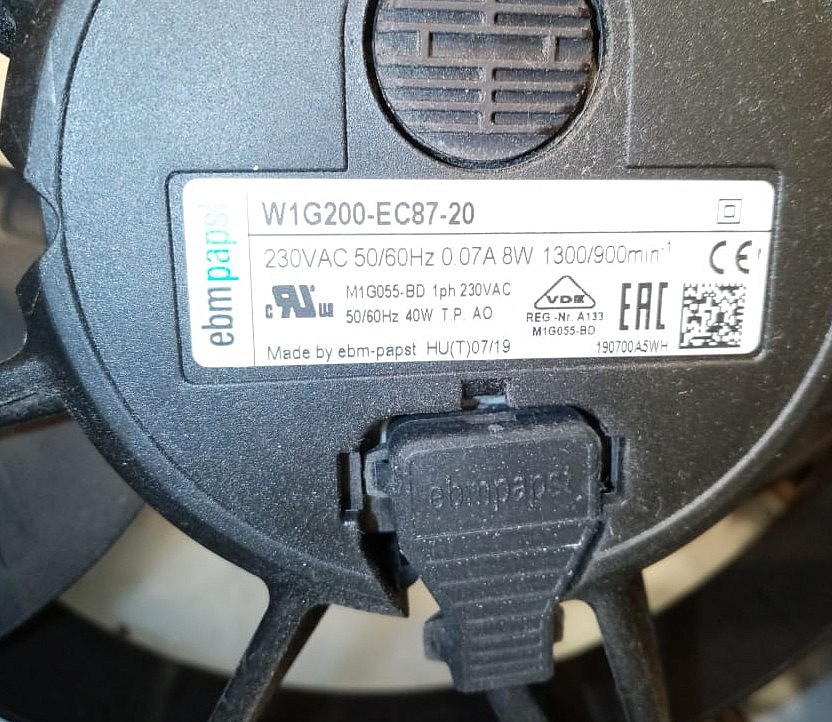 W1G200-EC87-20
ebmpapst
230VAC 50/60Hz 0.07A 8W 1300/900min⁻¹
CE
M1G055-BD 1ph 230VAC
50/60Hz 40W T.P. AO
VDE
REG.-Nr. A133
M1G055-BD
EAC
190700A5WH
Made by ebm-papst HU(T)07/19
ebmpapst